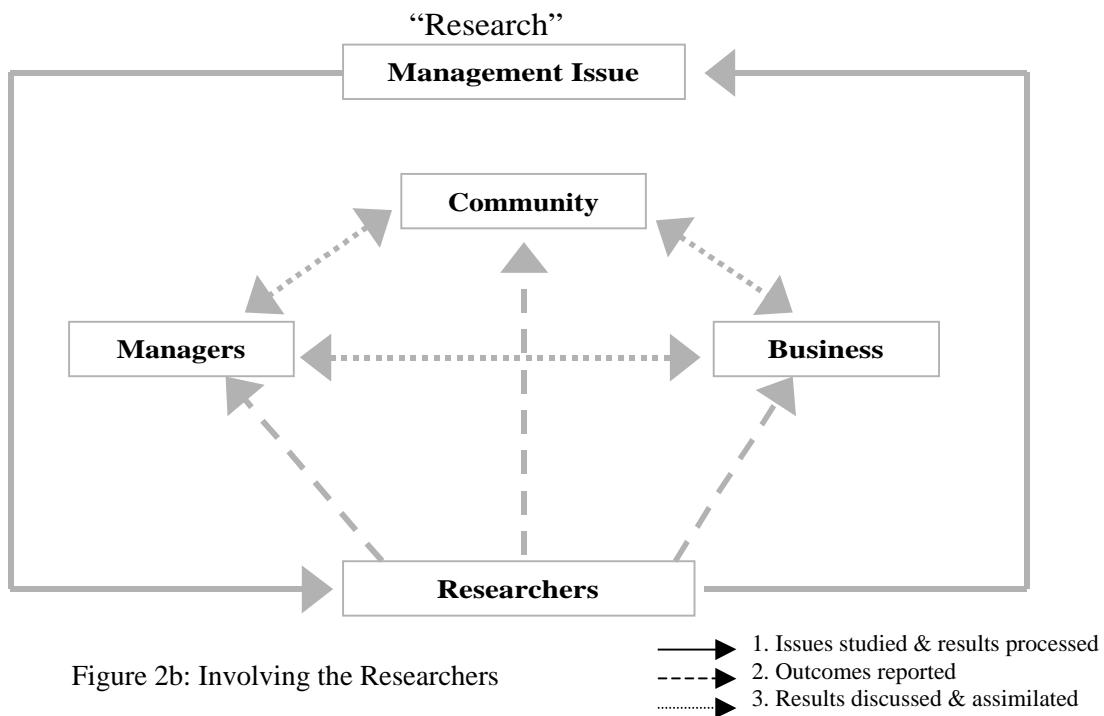 “Research”
Management Issue
Community
Managers
Business
Researchers
Figure 2b: Involving the Researchers
1. Issues studied & results processed
2. Outcomes reported
3. Results discussed & assimilated